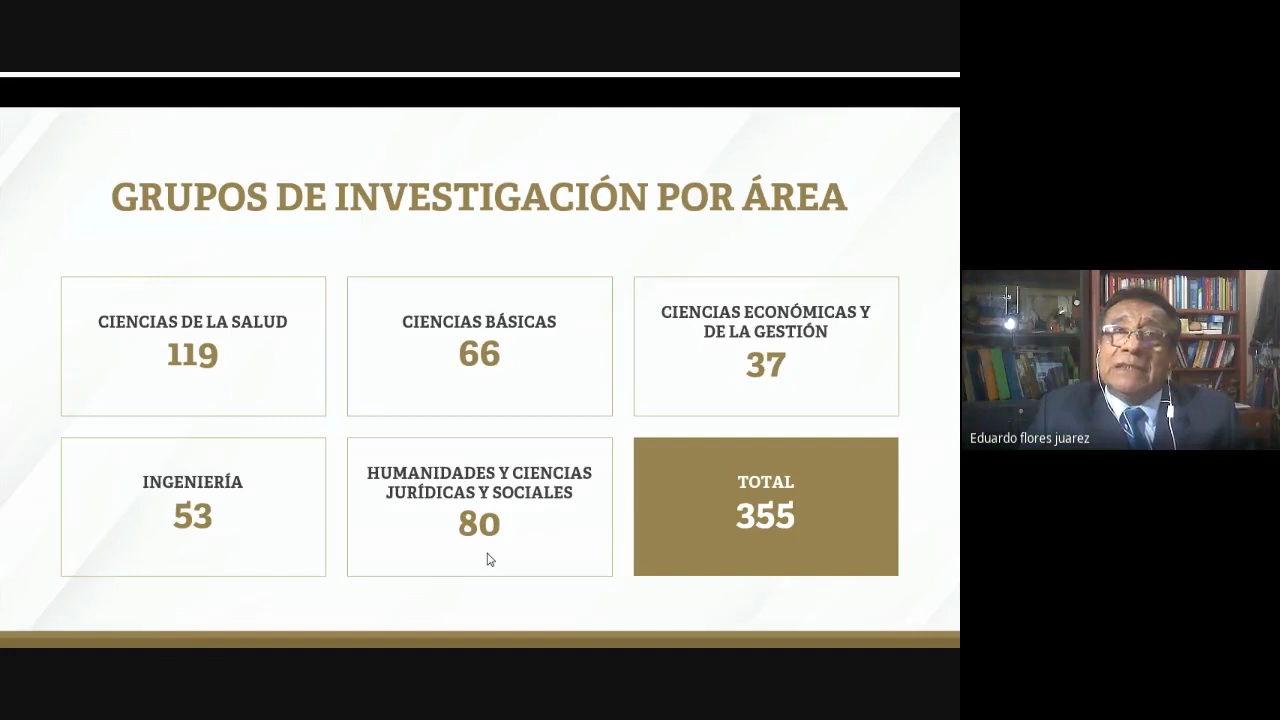 GRUPOS DE INVESTIGACIÓN POR ÁREA
CIENCIAS DE LA SALUD
119
CIENCIAS BÁSICAS
66
CIENCIAS ECONÓMICAS Y
DE LA GESTIÓN
37
INGENIERÍA
53
HUMANIDADES Y CIENCIAS
JURÍDICAS Y SOCIALES
80
TOTAL
355
Eduardo flores juarez